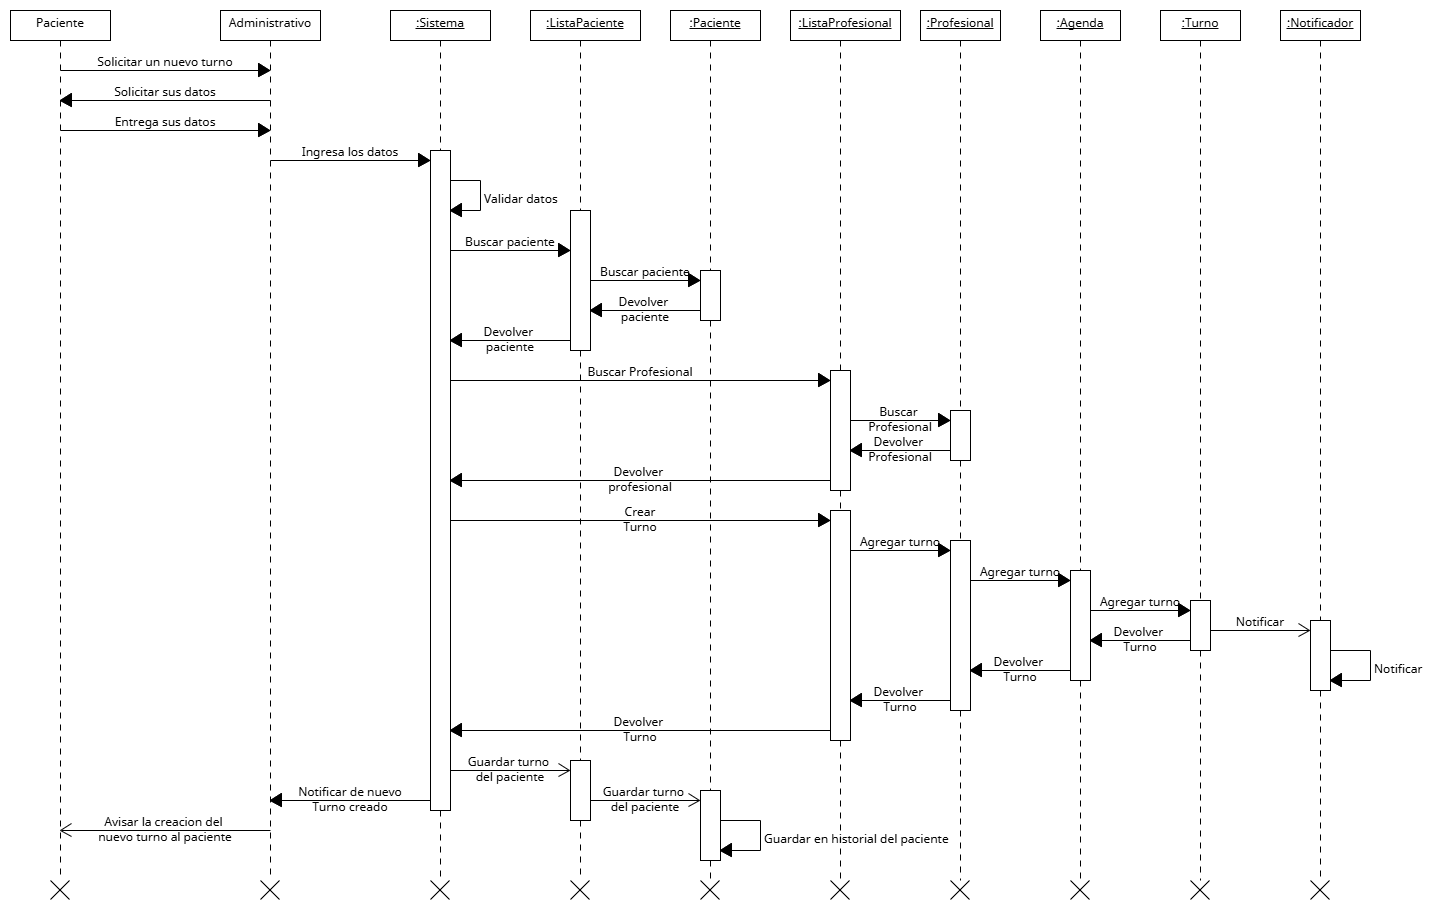 Paciente
Administrativo
:Sistema
:ListaPaciente
:Paciente
:ListaProfesional
:Profesional
:Agenda
:Turno
:Notificador
Solicitar un nuevo turno
Solicitar sus datos
Entrega sus datos
Ingresa los datos
Validar datos
Buscar paciente
Buscar paciente
Devolver
paciente
Devolver
paciente
Buscar Profesional
Buscar
Profesional
Devolver
Profesional
Devolver
profesional
Crear
Turno
Agregar turno
Agregar turno
Agregar turno
Notificar
Devolver
Turno
Notificar
Devolver
Turno
Devolver
Turno
Devolver
Turno
Guardar turno
del paciente
Notificar de nuevo
Turno creado
Guardar turno
del paciente
Avisar la creacion del
nuevo turno al paciente
Guardar en historial del paciente